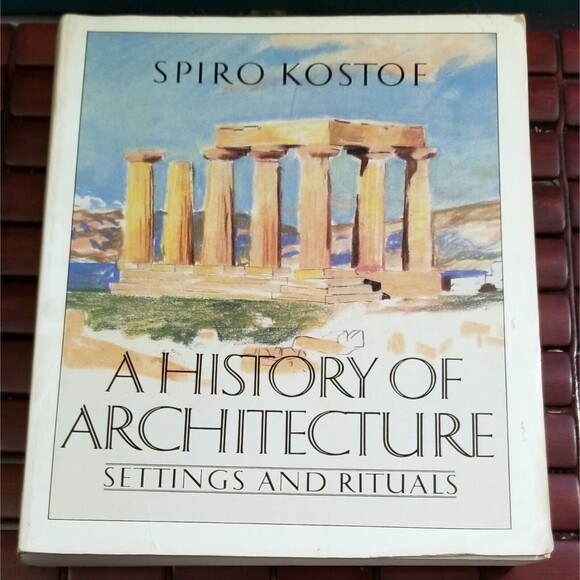 SPIRO KOSTOF
A HISTORY OF
ARCHITECTURE
SETTINGS AND RITUALS